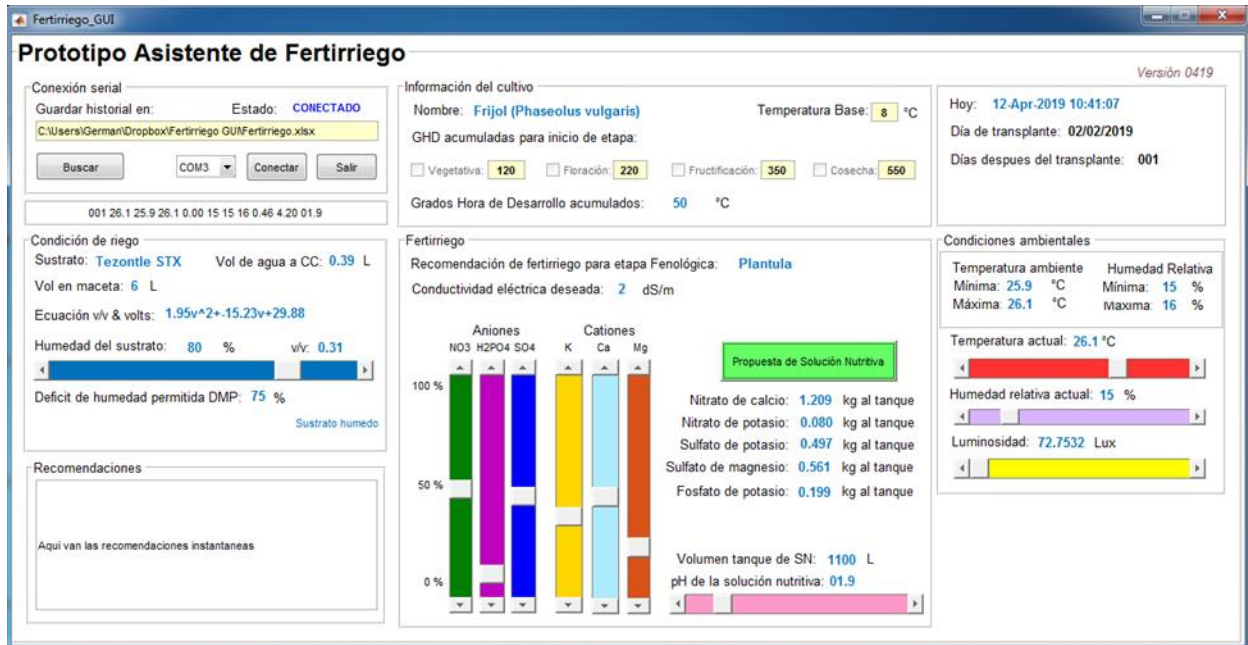 Fertirriego_GUI
Prototipo Asistente de Fertirriego
Versión 0419
Conexión serial
Guardar historial en: Estado: CONECTADO
C:\Users\German\Dropbox\Fertirriego GUI\Fertirriego.xlsx
Buscar COM3 Conectar Salir
001 26.1 25.9 26.1 0.00 15 15 16 0.46 4.20 01.9
Información del cultivo
Nombre: Frijol (Phaseolus vulgaris) Temperatura Base: 8 °C
GHD acumuladas para inicio de etapa:
Vegetativa: 120 Floración: 220 Fructificación: 350 Cosecha: 550
Grados Hora de Desarrollo acumulados: 50 °C
Hoy: 12-Apr-2019 10:41:07
Día de transplante: 02/02/2019
Días despues del transplante: 001
Condición de riego
Sustrato: Tezontle STX Vol de agua a CC: 0.39 L
Vol en maceta: 6 L
Ecuación v/v & volts: 1.95v^2+-15.23v+29.88
Humedad del sustrato: 80 % v/v: 0.31
Deficit de humedad permitida DMP: 75 %
Sustrato humedo
Recomendaciones
Aqui van las recomendaciones instantaneas
Fertirriego
Recomendación de fertirriego para etapa Fenológica: Plantula
Conductividad eléctrica deseada: 2 dS/m
Aniones Cationes
NO3 H2PO4 SO4 K Ca Mg
100 %
50 %
0 %
Propuesta de Solución Nutritiva
Nitrato de calcio: 1.209 kg al tanque
Nitrato de potasio: 0.080 kg al tanque
Sulfato de potasio: 0.497 kg al tanque
Sulfato de magnesio: 0.561 kg al tanque
Fosfato de potasio: 0.199 kg al tanque
Volumen tanque de SN: 1100 L
pH de la solución nutritiva: 01.9
Condiciones ambientales
Temperatura ambiente Humedad Relativa
Mínima: 25.9 °C Mínima: 15 %
Máxima: 26.1 °C Maxima: 16 %
Temperatura actual: 26.1 °C
Humedad relativa actual: 15 %
Luminosidad: 72.7532 Lux